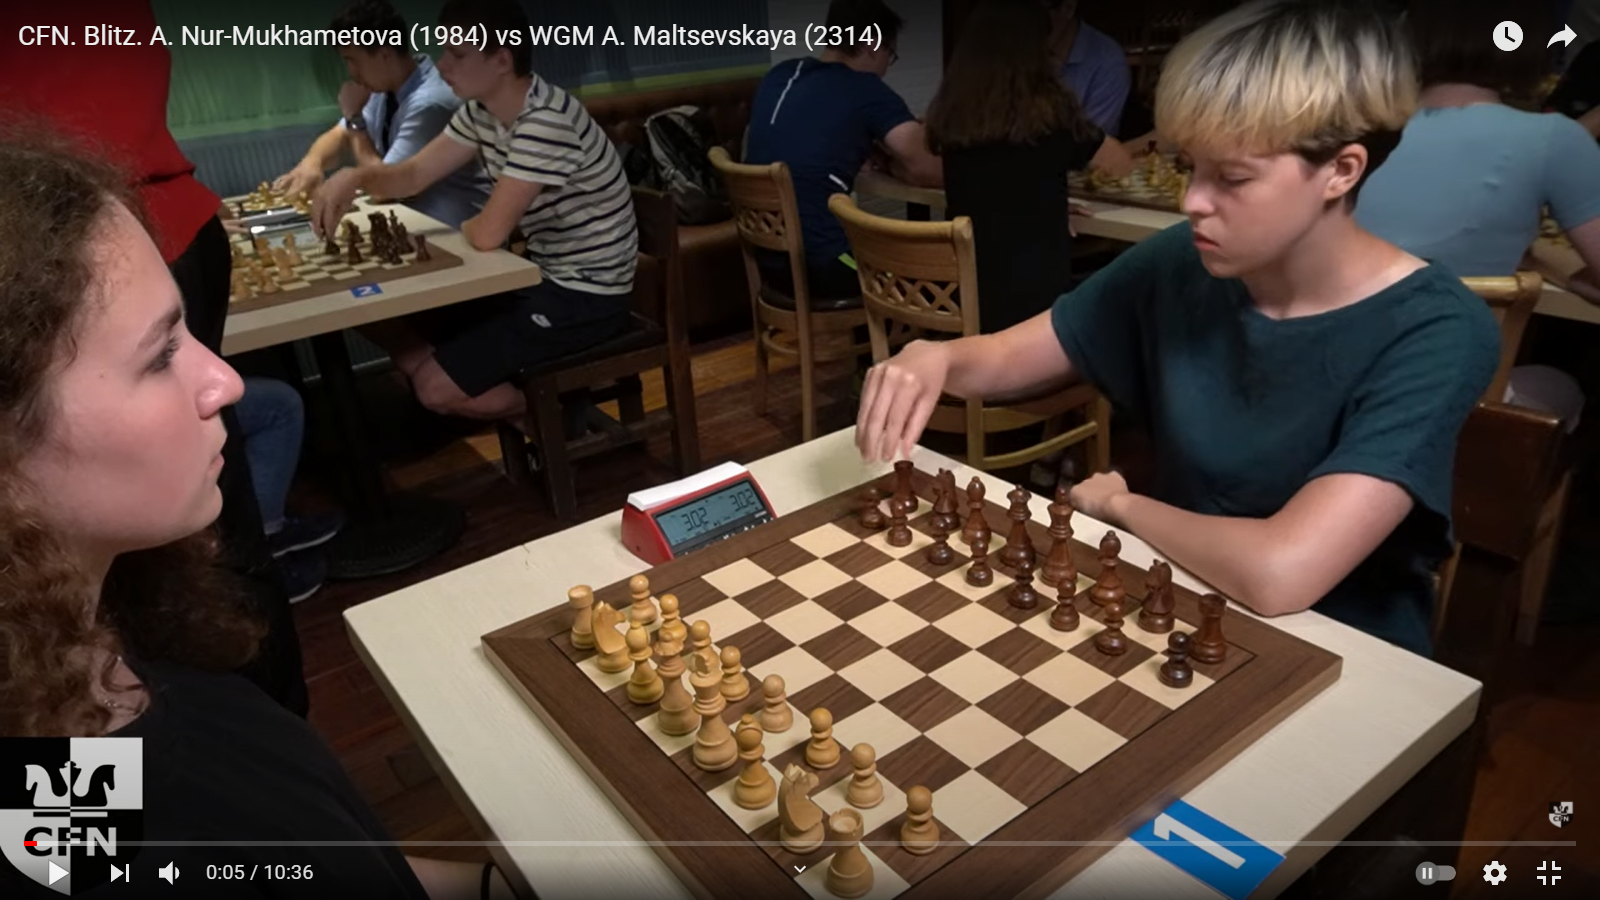 CFN. Blitz. A. Nur-Mukhametova (1984) vs WGM A. Maltsevskaya (2314)
3.02 3.02
2
1
CFN
CFN
0:05 / 10:36